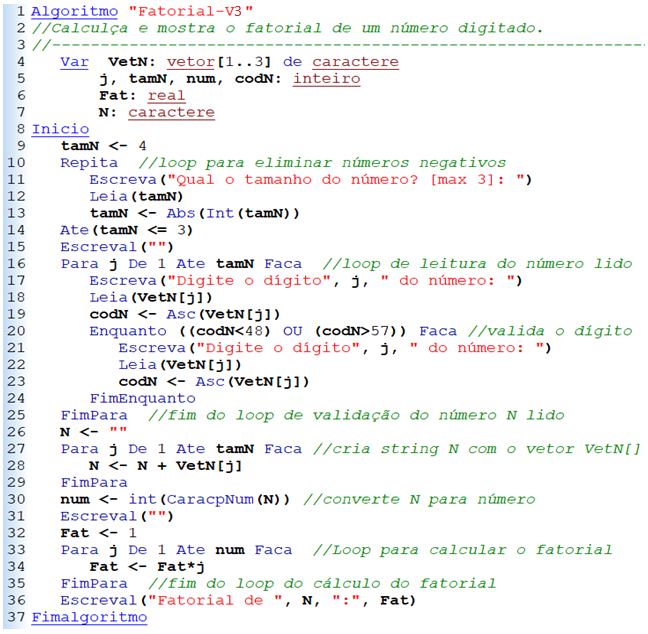 1 Algoritmo "Fatorial-V3"
2 //Calculça e mostra o fatorial de um número digitado.
3 //----------------------------------------------------------------
4 Var VetN: vetor[1..3] de caractere
5 j, tamN, num, codN: inteiro
6 Fat: real
7 N: caractere
8 Inicio
9 tamN <- 4
10 Repita //loop para eliminar números negativos
11 Escreva("Qual o tamanho do número? [max 3]: ")
12 Leia(tamN)
13 tamN <- Abs(Int(tamN))
14 Ate(tamN <= 3)
15 Escreval("")
16 Para j De 1 Ate tamN Faca //loop de leitura do número lido
17 Escreva("Digite o dígito", j, " do número: ")
18 Leia(VetN[j])
19 codN <- Asc(VetN[j])
20 Enquanto ((codN<48) OU (codN>57)) Faca //valida o dígito
21 Escreva("Digite o dígito", j, " do número: ")
22 Leia(VetN[j])
23 codN <- Asc(VetN[j])
24 FimEnquanto
25 FimPara //fim do loop de validação do número N lido
26 N <- ""
27 Para j De 1 Ate tamN Faca //cria string N com o vetor VetN[]
28 N <- N + VetN[j]
29 FimPara
30 num <- int(CaracpNum(N)) //converte N para número
31 Escreval("")
32 Fat <- 1
33 Para j De 1 Ate num Faca //Loop para calcular o fatorial
34 Fat <- Fat*j
35 FimPara //fim do loop do cálculo do fatorial
36 Escreval("Fatorial de ", N, ":", Fat)
37 Fimalgoritmo